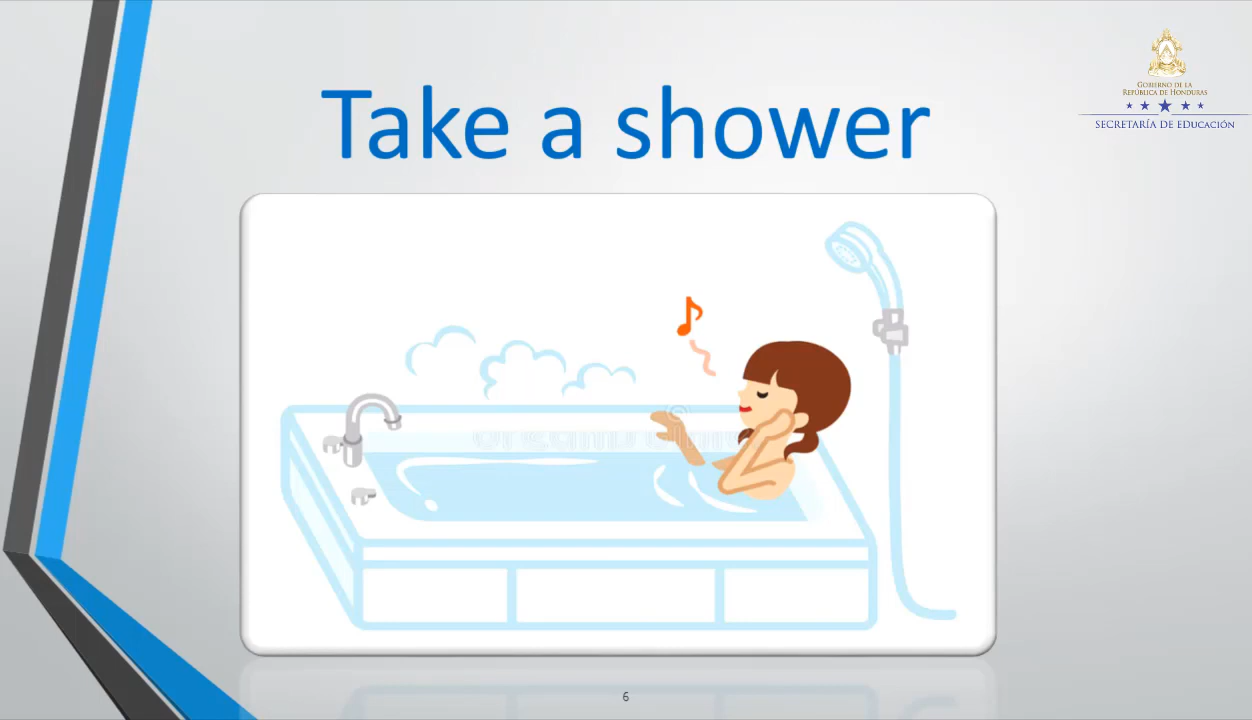 Take a shower
GOBIERNO DE LA
REPÚBLICA DE HONDURAS
SECRETARÍA DE EDUCACIÓN
6